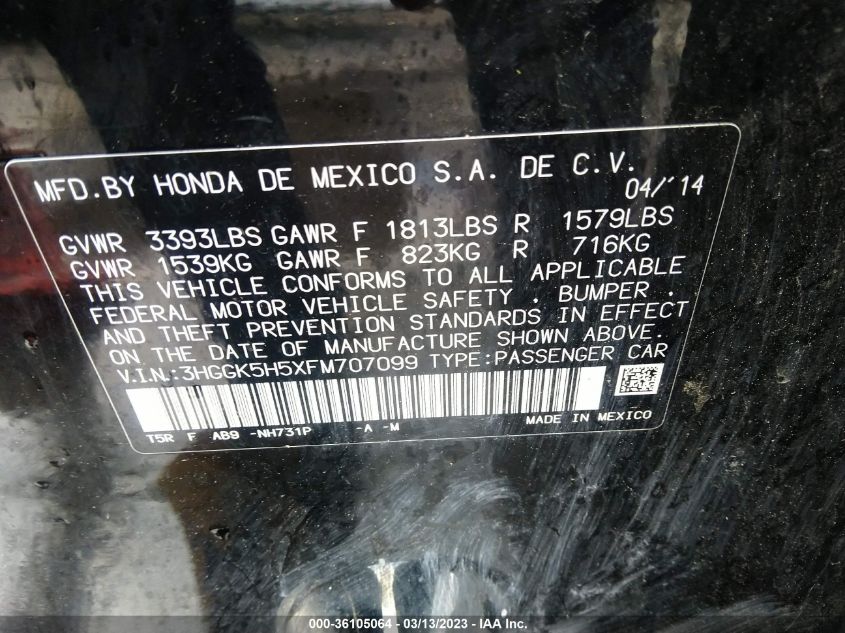 MFD.BY HONDA DE MEXICO S.A. DE C.V.
04/'14
GVWR 3393LBS GAWR F 1813LBS R 1579LBS
GVWR 1539KG GAWR F 823KG R 716KG
THIS VEHICLE CONFORMS TO ALL APPLICABLE
FEDERAL MOTOR VEHICLE SAFETY , BUMPER ,
AND THEFT PREVENTION STANDARDS IN EFFECT
ON THE DATE OF MANUFACTURE SHOWN ABOVE.
V.I.N.:3HGGK5H5XFM707099 TYPE:PASSENGER CAR
T5R F AB9 -NH731P -A -M MADE IN MEXICO
000-36105064 - 03/13/2023 - IAA Inc.